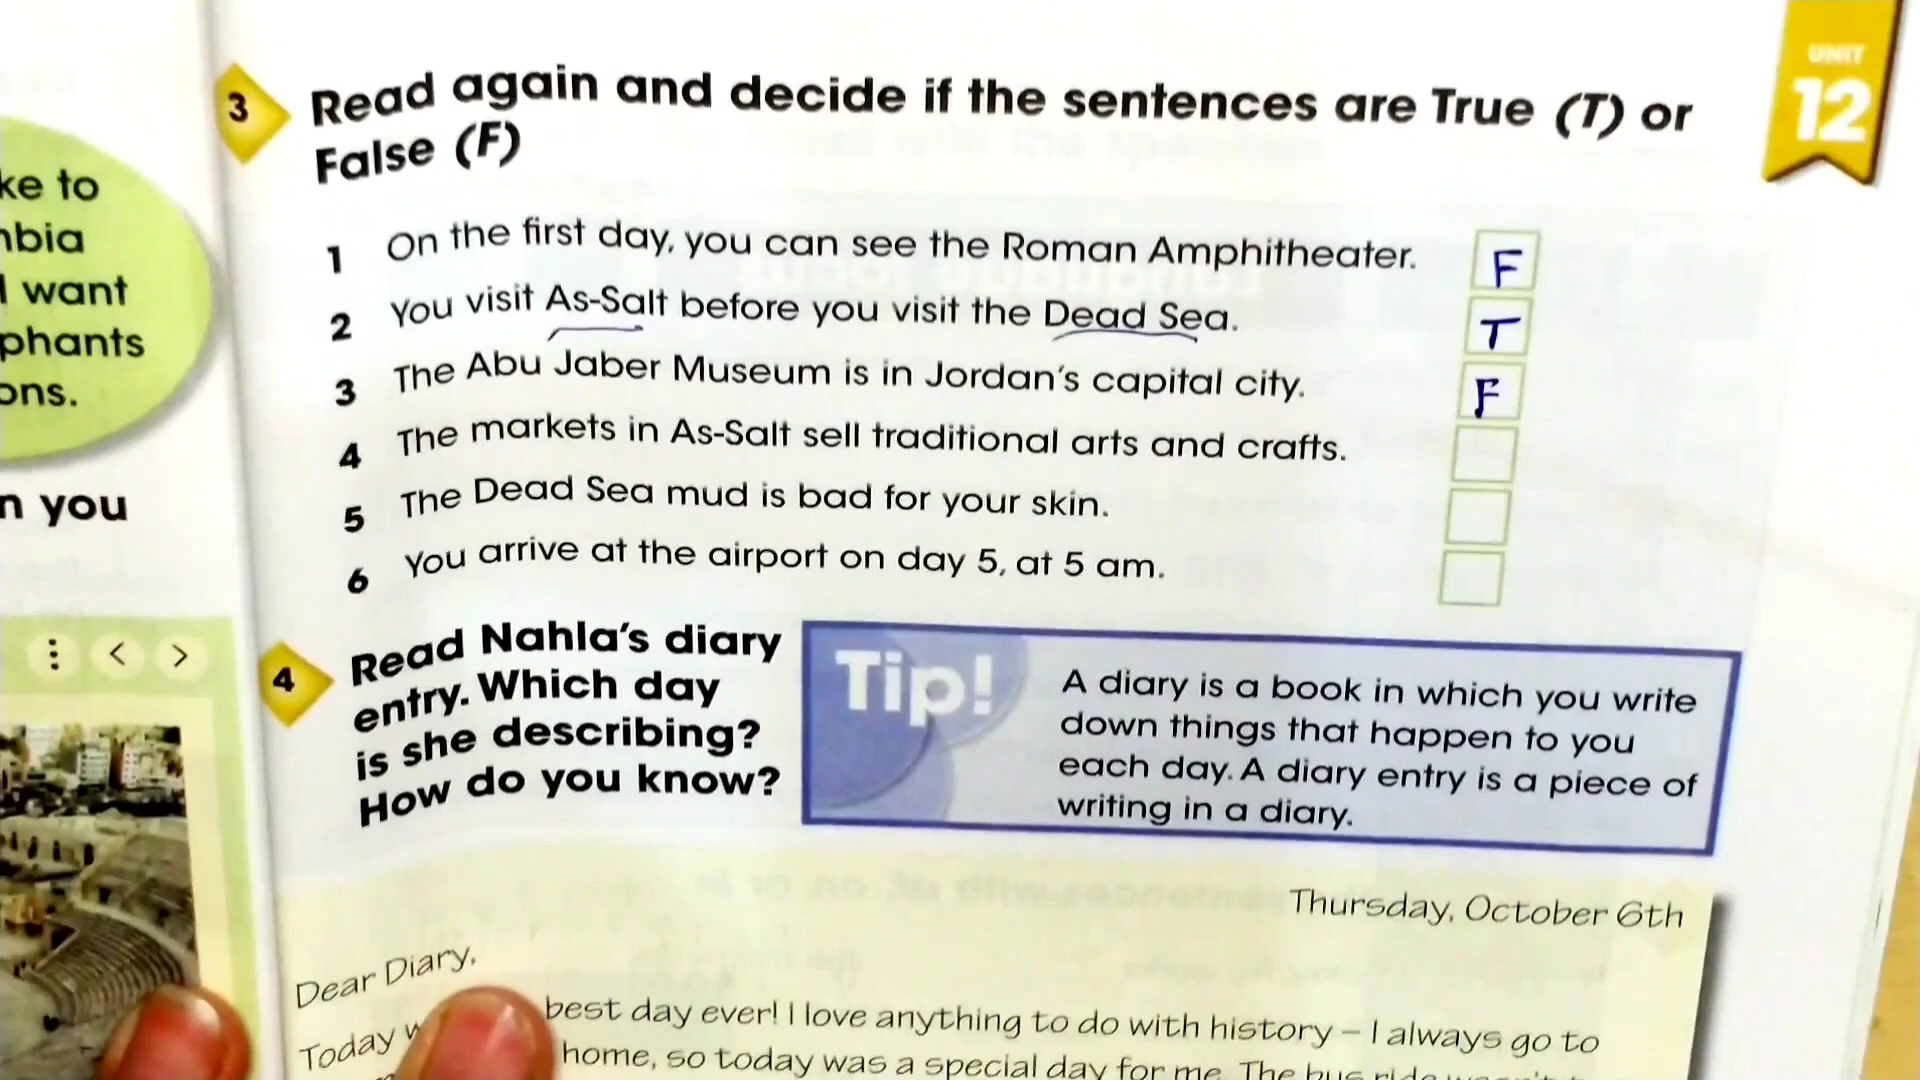 UNIT
12
3 Read again and decide if the sentences are True (T) or
False (F)
1 On the first day, you can see the Roman Amphitheater. F
2 You visit As-Salt before you visit the Dead Sea. T
3 The Abu Jaber Museum is in Jordan's capital city. F
4 The markets in As-Salt sell traditional arts and crafts.
5 The Dead Sea mud is bad for your skin.
6 You arrive at the airport on day 5, at 5 am.
ke to
want
phants
ons.
you
4 Read Nahla's diary
entry. Which day
is she describing?
How do you know?
Tip!
A diary is a book in which you write
down things that happen to you
each day. A diary entry is a piece of
writing in a diary.
Thursday, October 6th
Dear Diary,
Today best day ever! I love anything to do with history – I always go to
home, so today was a special day for me. The bus ride